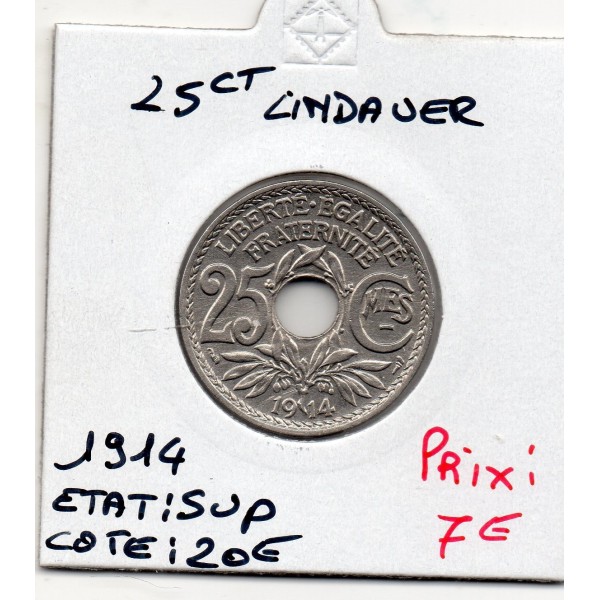 25CT LINDAUER
LIBERTE·EGALITE
FRATERNITE
25 CMES
1914
1914
ETAT:SUP
COTE:20€
Prix:
7€